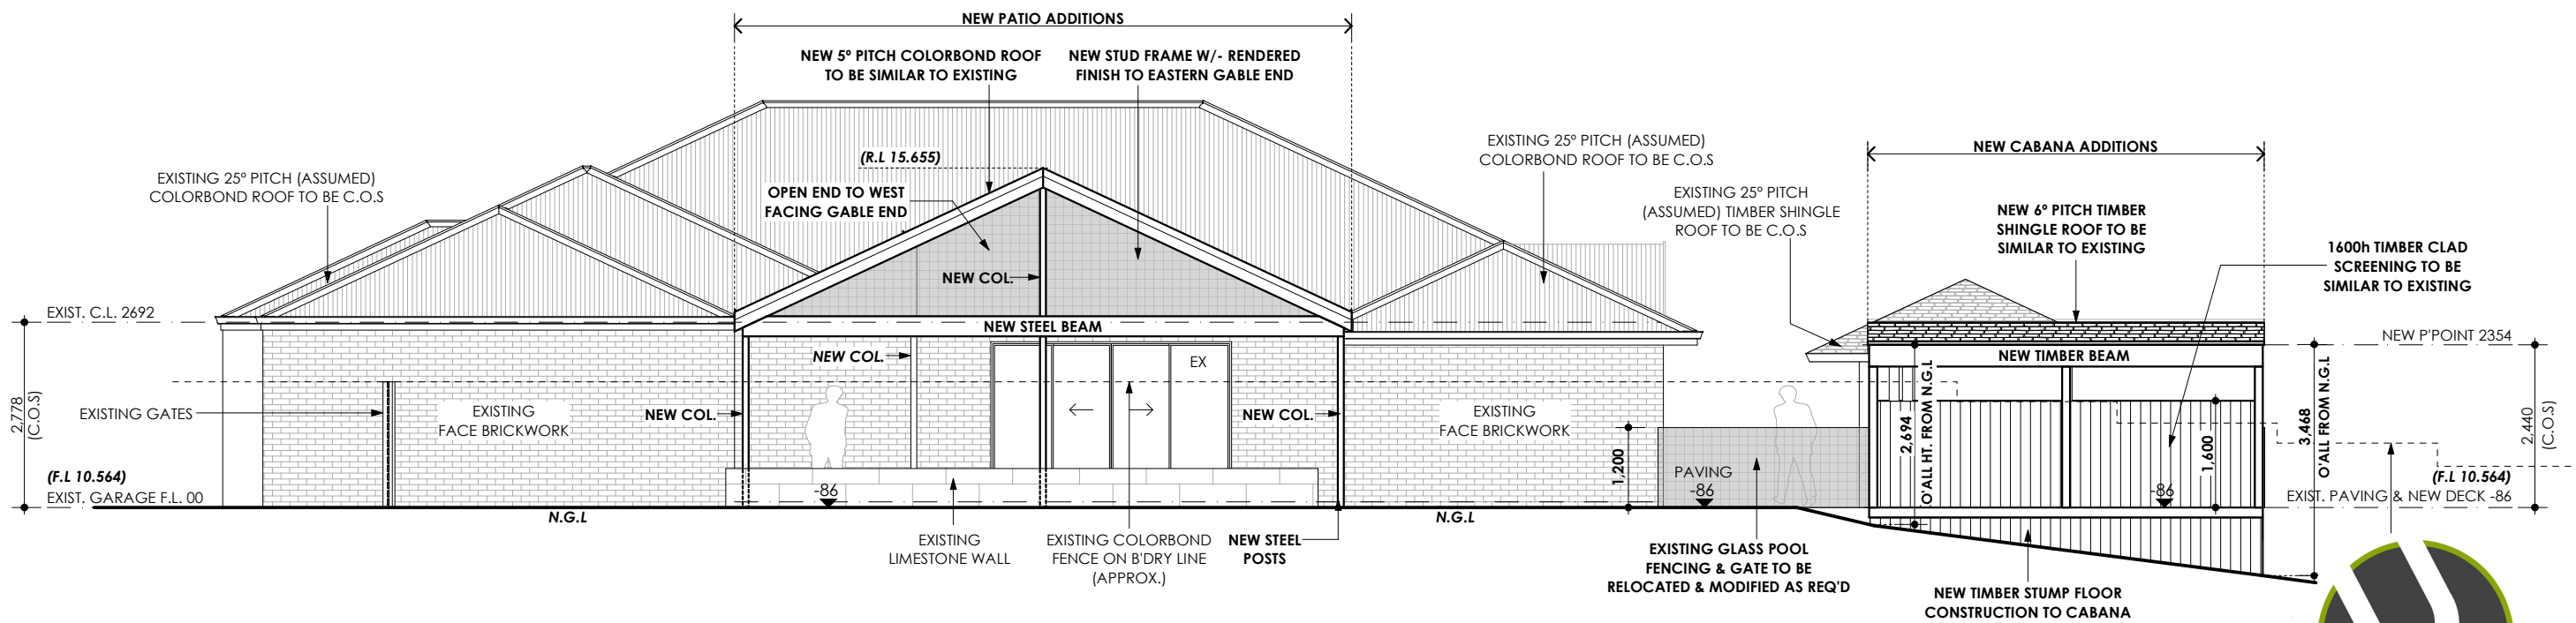 NEW PATIO ADDITIONS
NEW 5º PITCH COLORBOND ROOF
TO BE SIMILAR TO EXISTING
NEW STUD FRAME W/- RENDERED
FINISH TO EASTERN GABLE END
EXISTING 25º PITCH (ASSUMED)
COLORBOND ROOF TO BE C.O.S
(R.L 15.655)
OPEN END TO WEST
FACING GABLE END
NEW COL.
EXISTING 25º PITCH (ASSUMED)
COLORBOND ROOF TO BE C.O.S
EXISTING 25º PITCH
(ASSUMED) TIMBER SHINGLE
ROOF TO BE C.O.S
NEW CABANA ADDITIONS
NEW 6º PITCH TIMBER
SHINGLE ROOF TO BE
SIMILAR TO EXISTING
1600h TIMBER CLAD
SCREENING TO BE
SIMILAR TO EXISTING
EXIST. C.L. 2692
NEW STEEL BEAM
NEW P'POINT 2354
NEW TIMBER BEAM
NEW COL.
EX
2,778
(C.O.S)
EXISTING GATES
EXISTING
FACE BRICKWORK
NEW COL.
NEW COL.
EXISTING
FACE BRICKWORK
1,200
PAVING
-86
2,694
O'ALL HT. FROM N.G.L
1,600
3,468
O'ALL FROM N.G.L
2,440
(C.O.S)
(F.L 10.564)
EXIST. GARAGE F.L. 00
-86
-86
(F.L 10.564)
EXIST. PAVING & NEW DECK -86
N.G.L
N.G.L
EXISTING
LIMESTONE WALL
EXISTING COLORBOND
FENCE ON B'DRY LINE
(APPROX.)
NEW STEEL
POSTS
EXISTING GLASS POOL
FENCING & GATE TO BE
RELOCATED & MODIFIED AS REQ'D
NEW TIMBER STUMP FLOOR
CONSTRUCTION TO CABANA